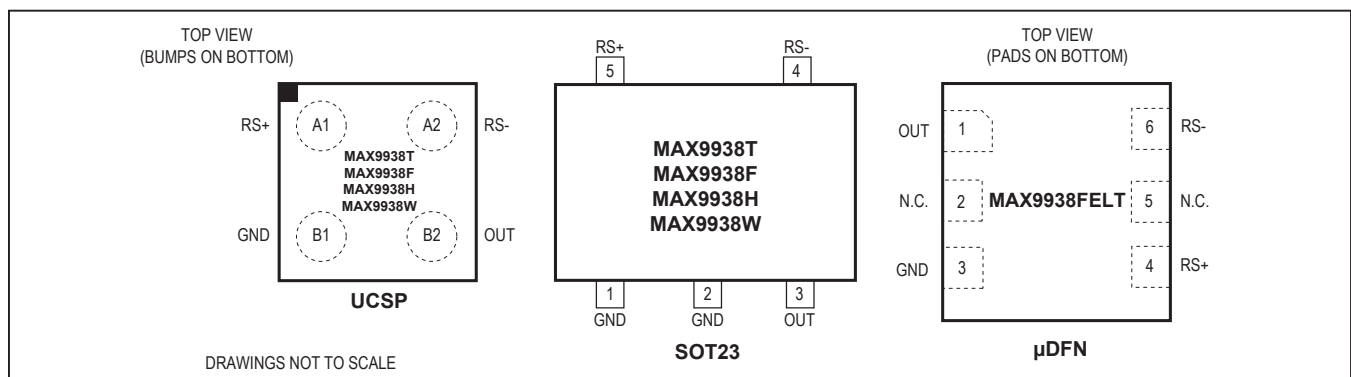 TOP VIEW
(BUMPS ON BOTTOM)
RS+
A1
A2
RS-
MAX9938T
MAX9938F
MAX9938H
MAX9938W
GND
B1
B2
OUT
UCSP
DRAWINGS NOT TO SCALE
RS+
RS-
5
4
MAX9938T
MAX9938F
MAX9938H
MAX9938W
1
2
3
GND
GND
OUT
SOT23
TOP VIEW
(PADS ON BOTTOM)
OUT
1
6
RS-
N.C.
2
MAX9938FELT
5
N.C.
GND
3
4
RS+
µDFN